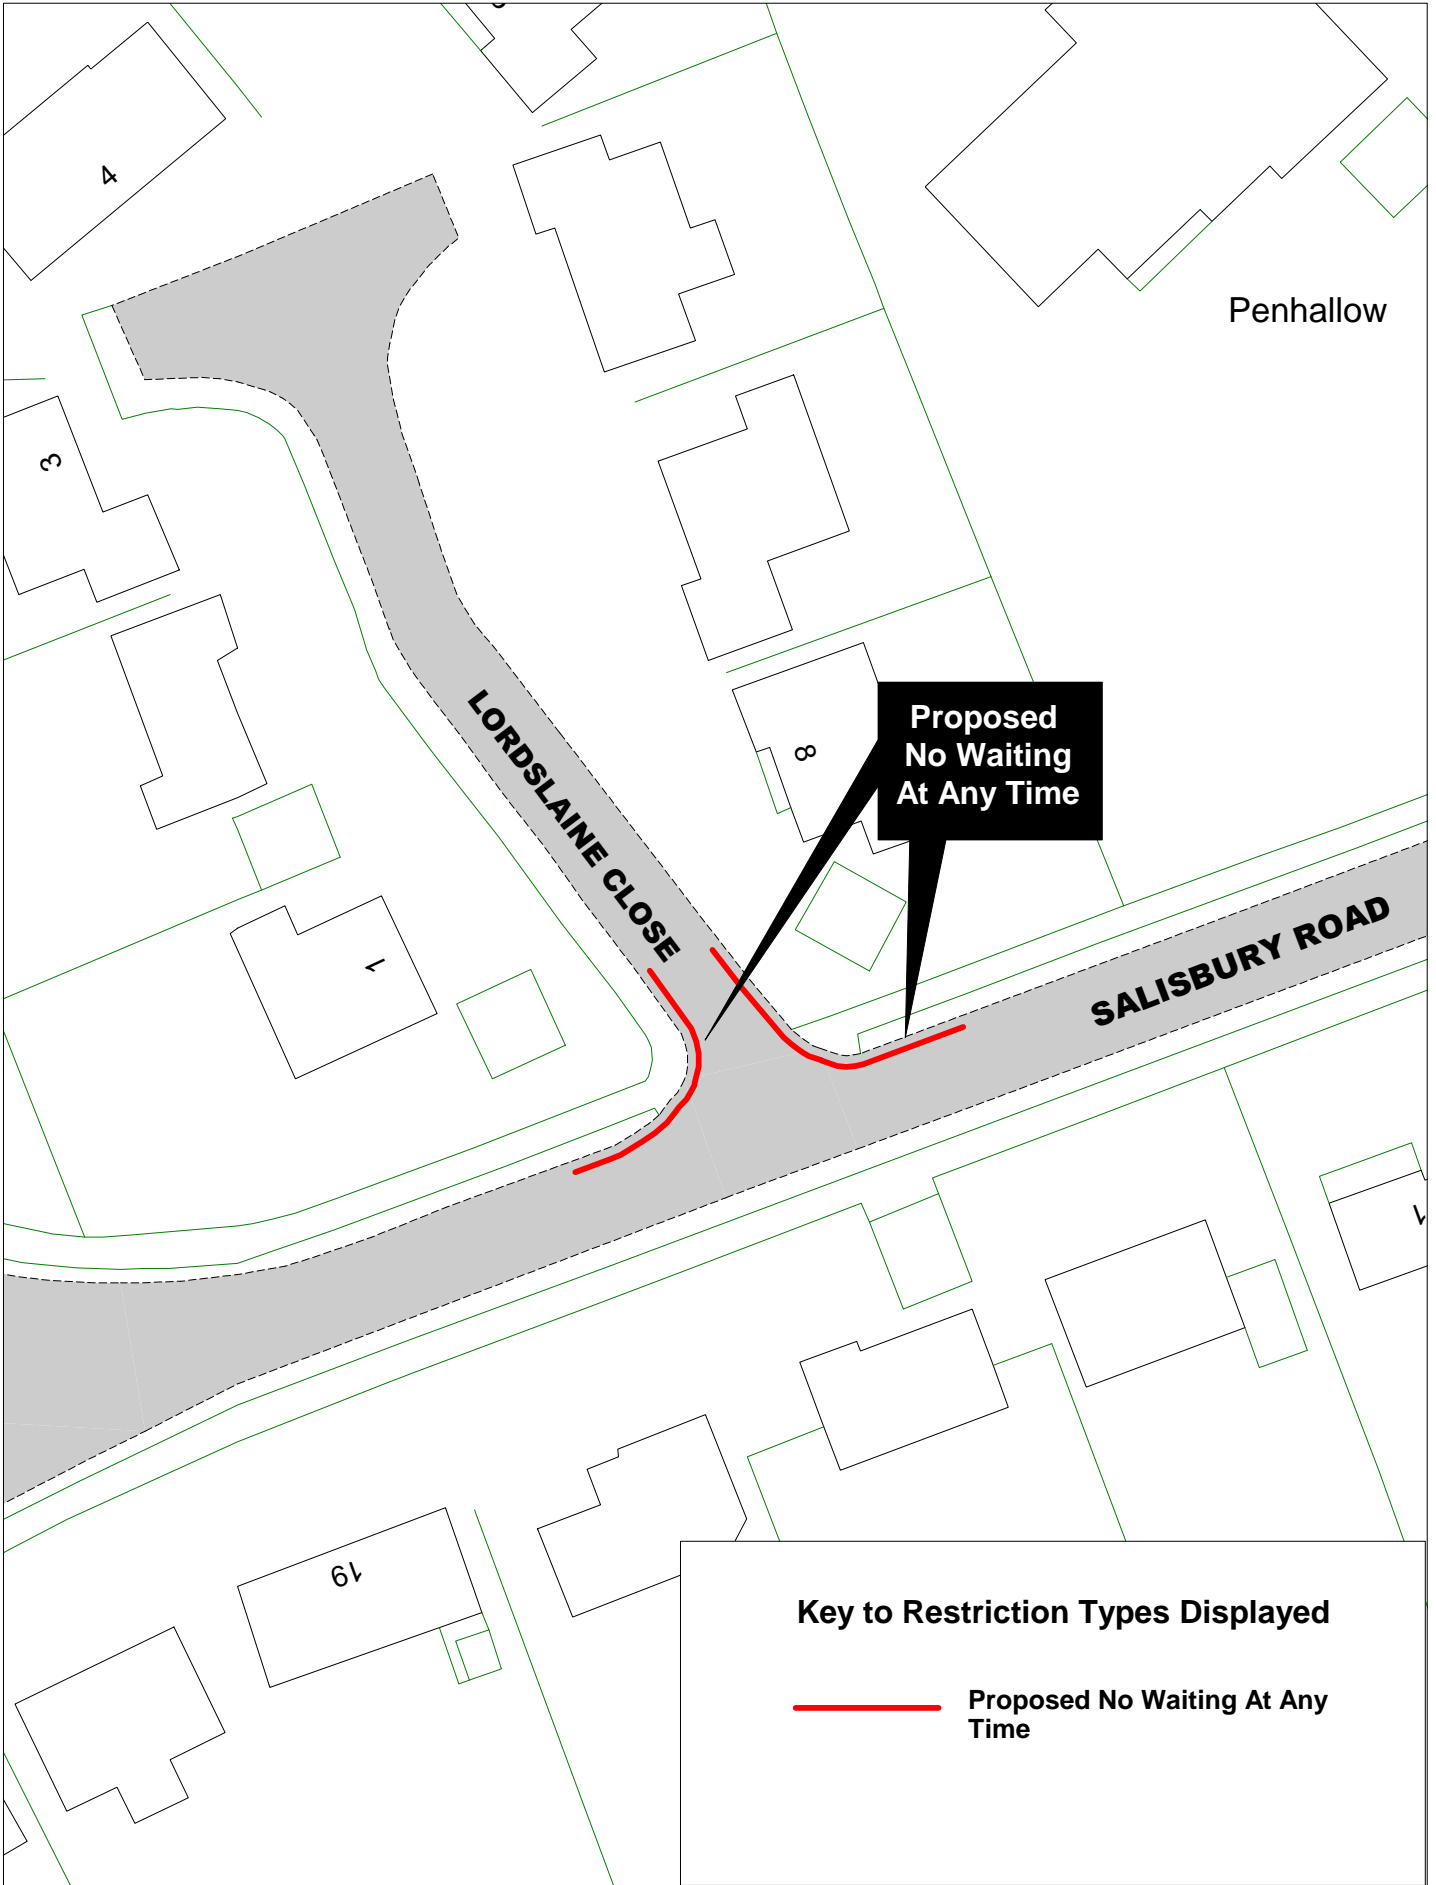 4
Penhallow
3
Proposed
No Waiting
At Any Time
8
LORDSLAINE CLOSE
SALISBURY ROAD
1
1
19
Key to Restriction Types Displayed
Proposed No Waiting At Any
Time